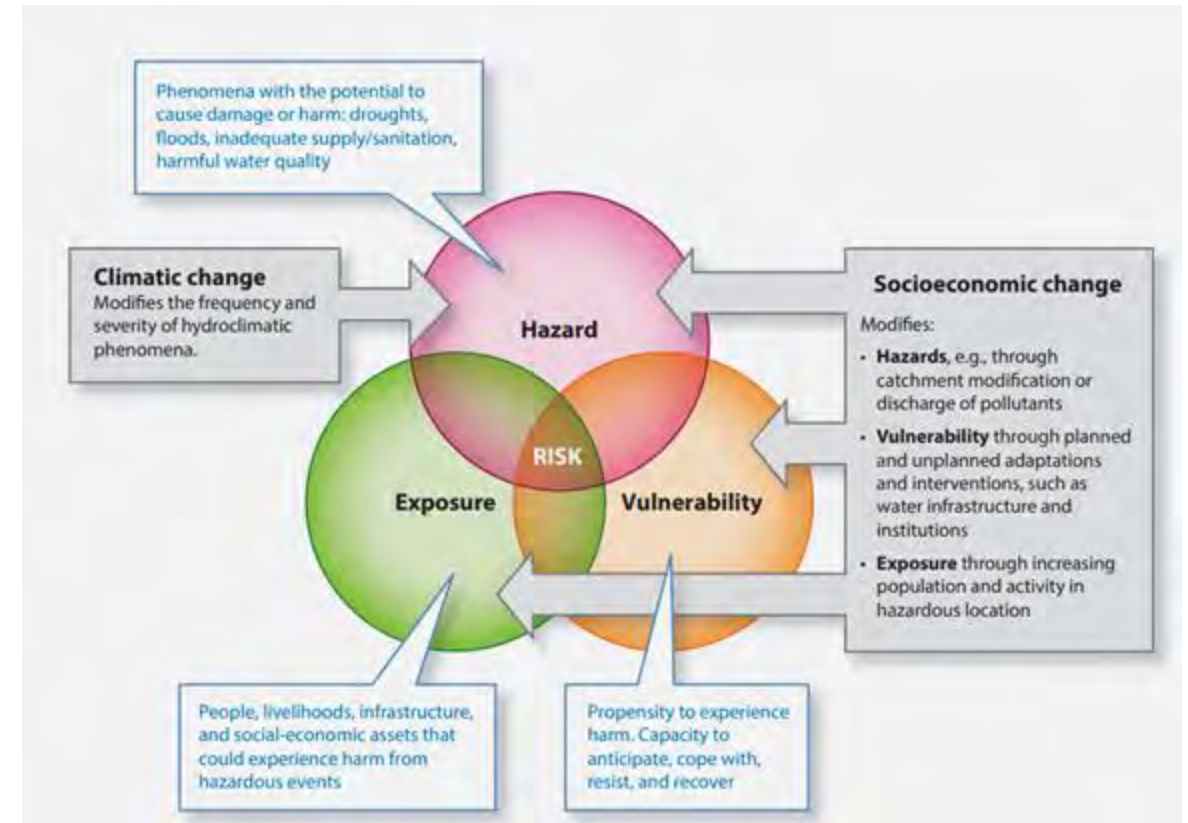 Phenomena with the potential to
cause damage or harm: droughts,
floods, inadequate supply/sanitation,
harmful water quality
Climatic change
Modifies the frequency and
severity of hydroclimatic
phenomena.
Hazard
Socioeconomic change
Modifies:
• Hazards, e.g., through
catchment modification or
discharge of pollutants
• Vulnerability through planned
and unplanned adaptations
and interventions, such as
water infrastructure and
institutions
• Exposure through increasing
population and activity in
hazardous location
RISK
Exposure
Vulnerability
People, livelihoods, infrastructure,
and social-economic assets that
could experience harm from
hazardous events
Propensity to experience
harm. Capacity to
anticipate, cope with,
resist, and recover